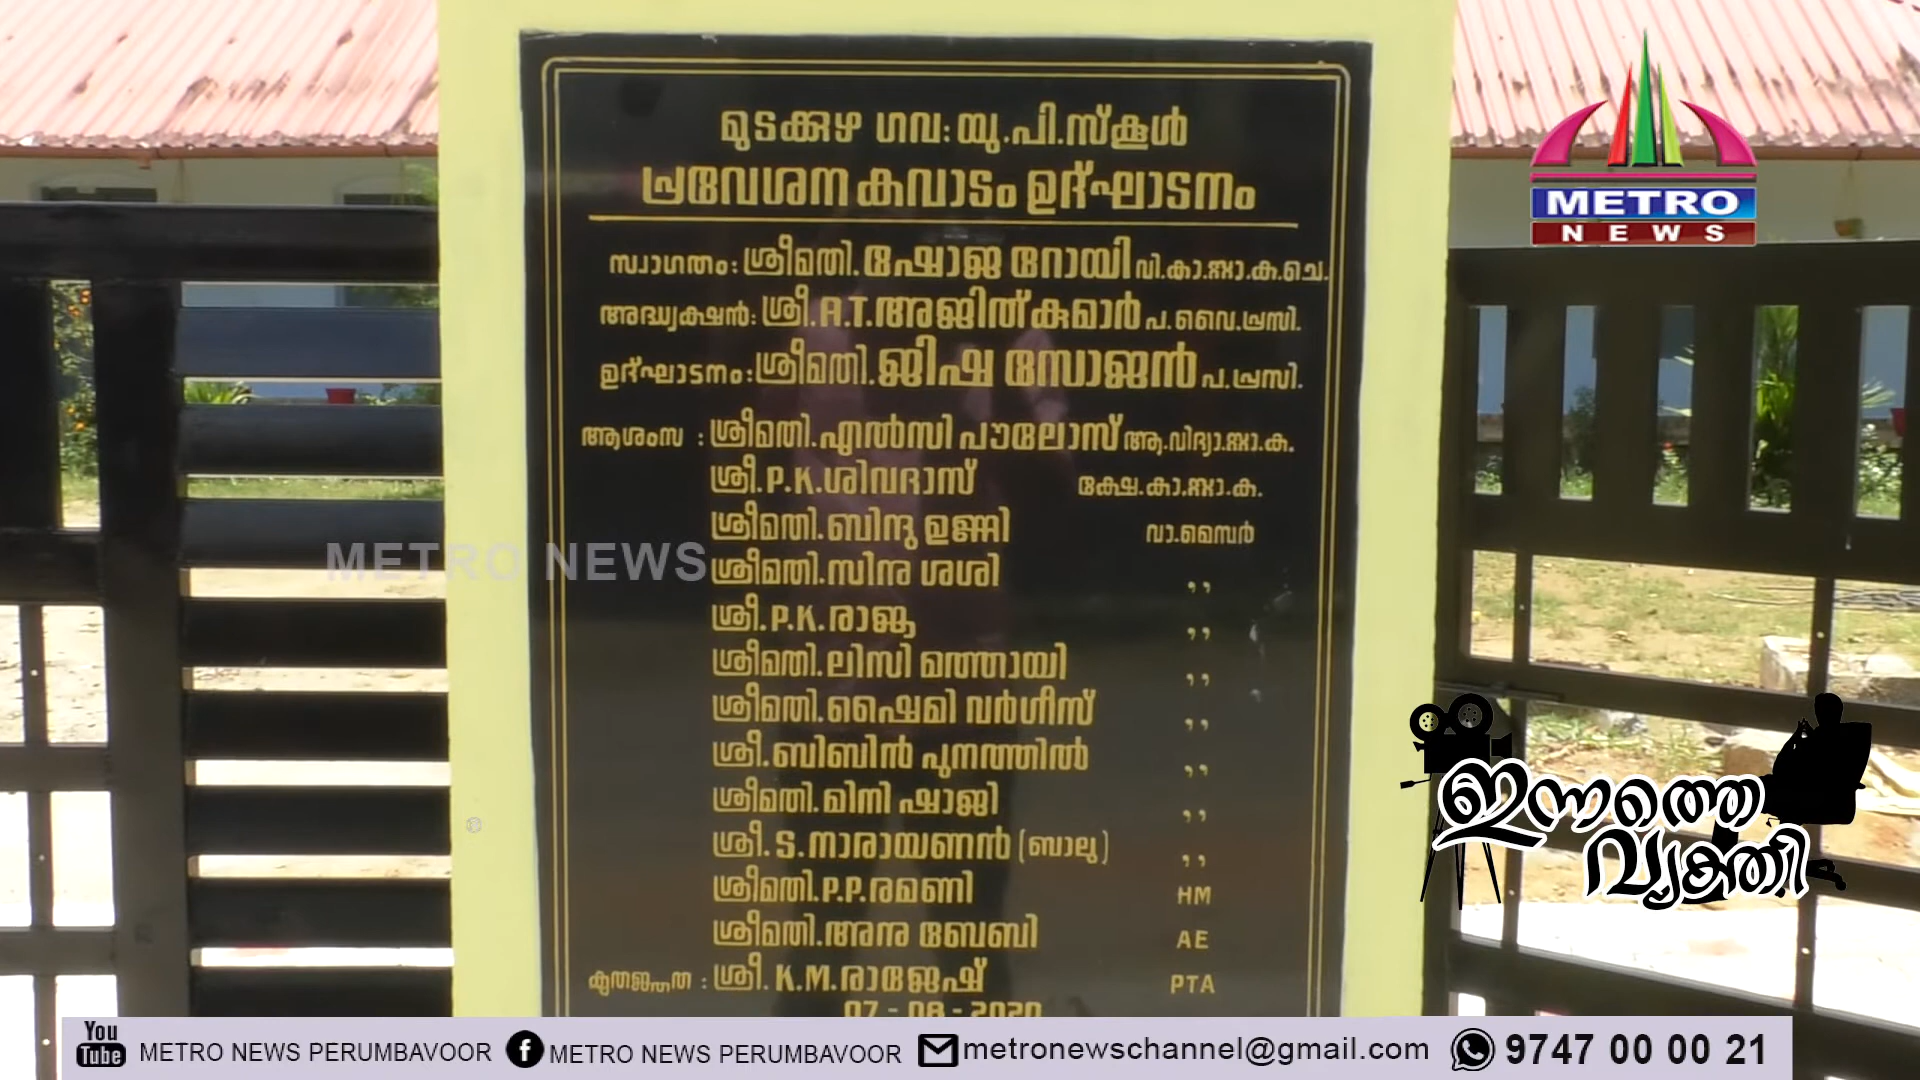 മുടക്കുഴ ഗവ: യു.പി.സ്കൂൾ
പ്രവേശന കവാടം ഉദ്ഘാടനം
സ്വാഗതം: ശ്രീമതി. ഷോജ റോയി വി.കാ.സ്റ്റാ.ക.ചെ.
അദ്ധ്യക്ഷൻ: ശ്രീ. A.T. അജിത്കുമാർ പ.വൈ.പ്രസി.
ഉദ്ഘാടനം: ശ്രീമതി. ജിഷ സോജൻ പ.പ്രസി.
ആശംസ : ശ്രീമതി. എൽസി പൗലോസ് ആ.വിദ്യാ.സ്റ്റാ.ക.
ശ്രീ. P.K. ശിവദാസ് ക്ഷേ.കാ.സ്റ്റാ.ക.
ശ്രീമതി. ബിന്ദു ഉണ്ണി വാ.മെമ്പർ
ശ്രീമതി. സിനു ശശി ,,
ശ്രീ. P.K. രാജു ,,
ശ്രീമതി. ലിസി മത്തായി ,,
ശ്രീമതി. ഷൈമി വർഗീസ് ,,
ശ്രീ. ബിബിൻ പുനത്തിൽ ,,
ശ്രീമതി. മിനി ഷാജി ,,
ശ്രീ. S. നാരായണൻ (ബാലു) ,,
ശ്രീമതി. P.P. രമണി HM
ശ്രീമതി. അനു ബേബി AE
കൃതജ്ഞത : ശ്രീ. K.M. രാജേഷ് PTA
07 - 08 - 2020
METRO
NEWS
METRO NEWS
ഇന്നത്തെ
വ്യക്തി
You
Tube METRO NEWS PERUMBAVOOR METRO NEWS PERUMBAVOOR metronewschannel@gmail.com 9747 00 00 21